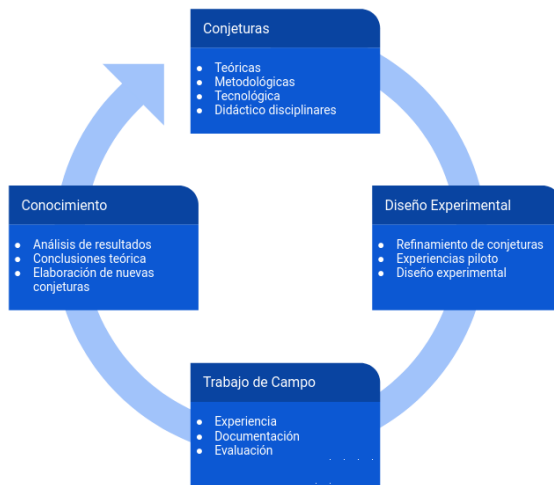 Conjeturas
● Teóricas
● Metodológicas
● Tecnológica
● Didáctico disciplinares
Diseño Experimental
● Refinamiento de conjeturas
● Experiencias piloto
● Diseño experimental
Trabajo de Campo
● Experiencia
● Documentación
● Evaluación
Conocimiento
● Análisis de resultados
● Conclusiones teórica
● Elaboración de nuevas
conjeturas